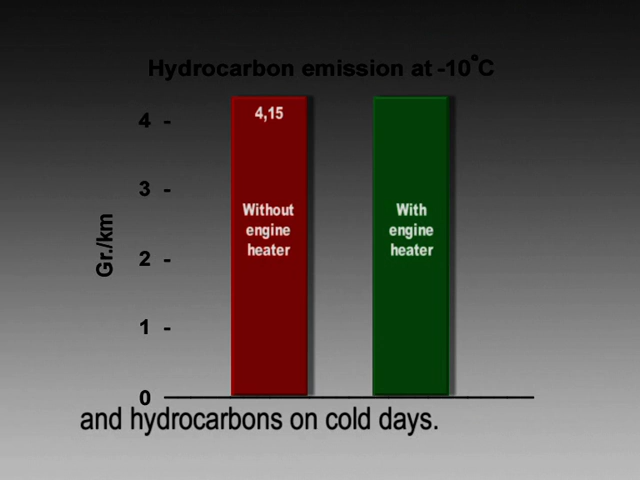 Hydrocarbon emission at -10°C
4 -
3 -
2 -
1 -
0
Gr./km
4,15
Without
engine
heater
With
engine
heater
and hydrocarbons on cold days.